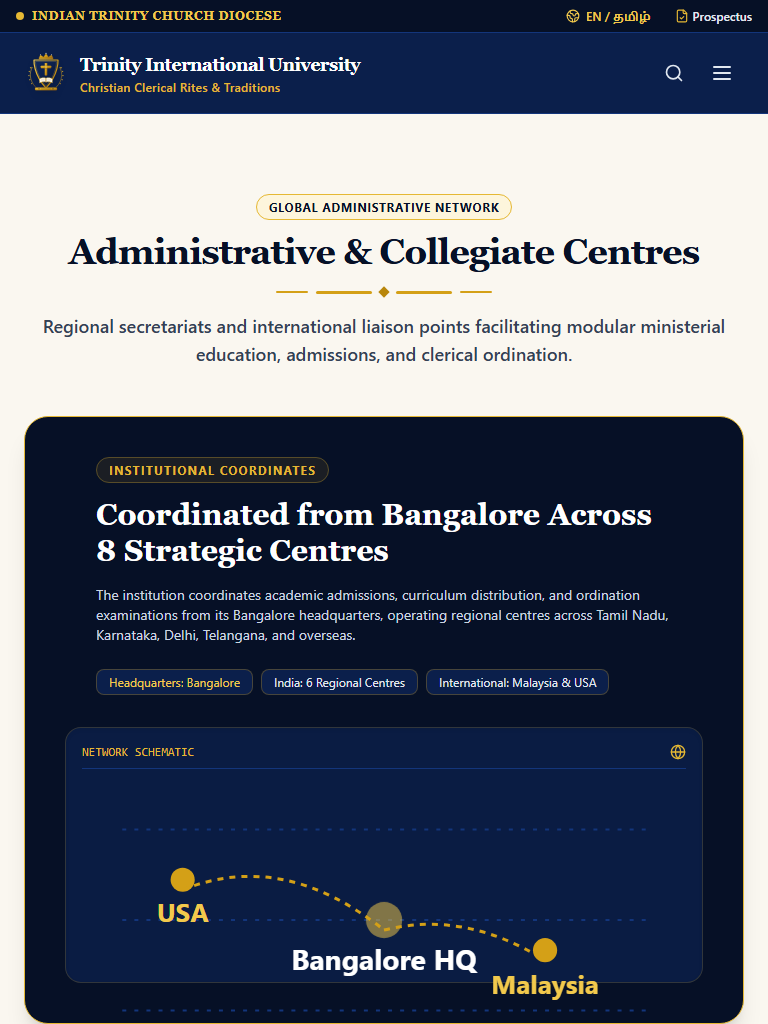 INDIAN TRINITY CHURCH DIOCESE
EN / தமிழ்
Prospectus
Trinity International University
Christian Clerical Rites & Traditions
GLOBAL ADMINISTRATIVE NETWORK
Administrative & Collegiate Centres
Regional secretariats and international liaison points facilitating modular ministerial
education, admissions, and clerical ordination.
INSTITUTIONAL COORDINATES
Coordinated from Bangalore Across
8 Strategic Centres
The institution coordinates academic admissions, curriculum distribution, and ordination
examinations from its Bangalore headquarters, operating regional centres across Tamil Nadu,
Karnataka, Delhi, Telangana, and overseas.
Headquarters: Bangalore
India: 6 Regional Centres
International: Malaysia & USA
NETWORK SCHEMATIC
USA
Bangalore HQ
Malaysia